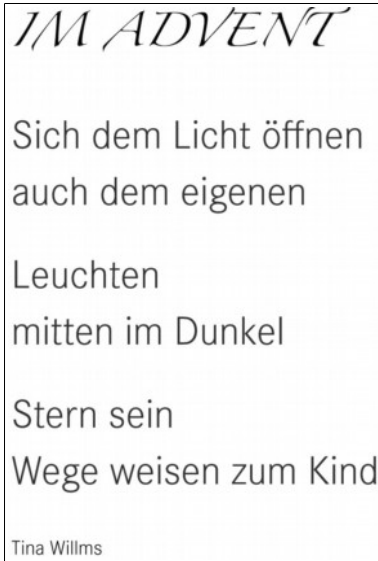 IM ADVENT
Sich dem Licht öffnen
auch dem eigenen
Leuchten
mitten im Dunkel
Stern sein
Wege weisen zum Kind
Tina Willms